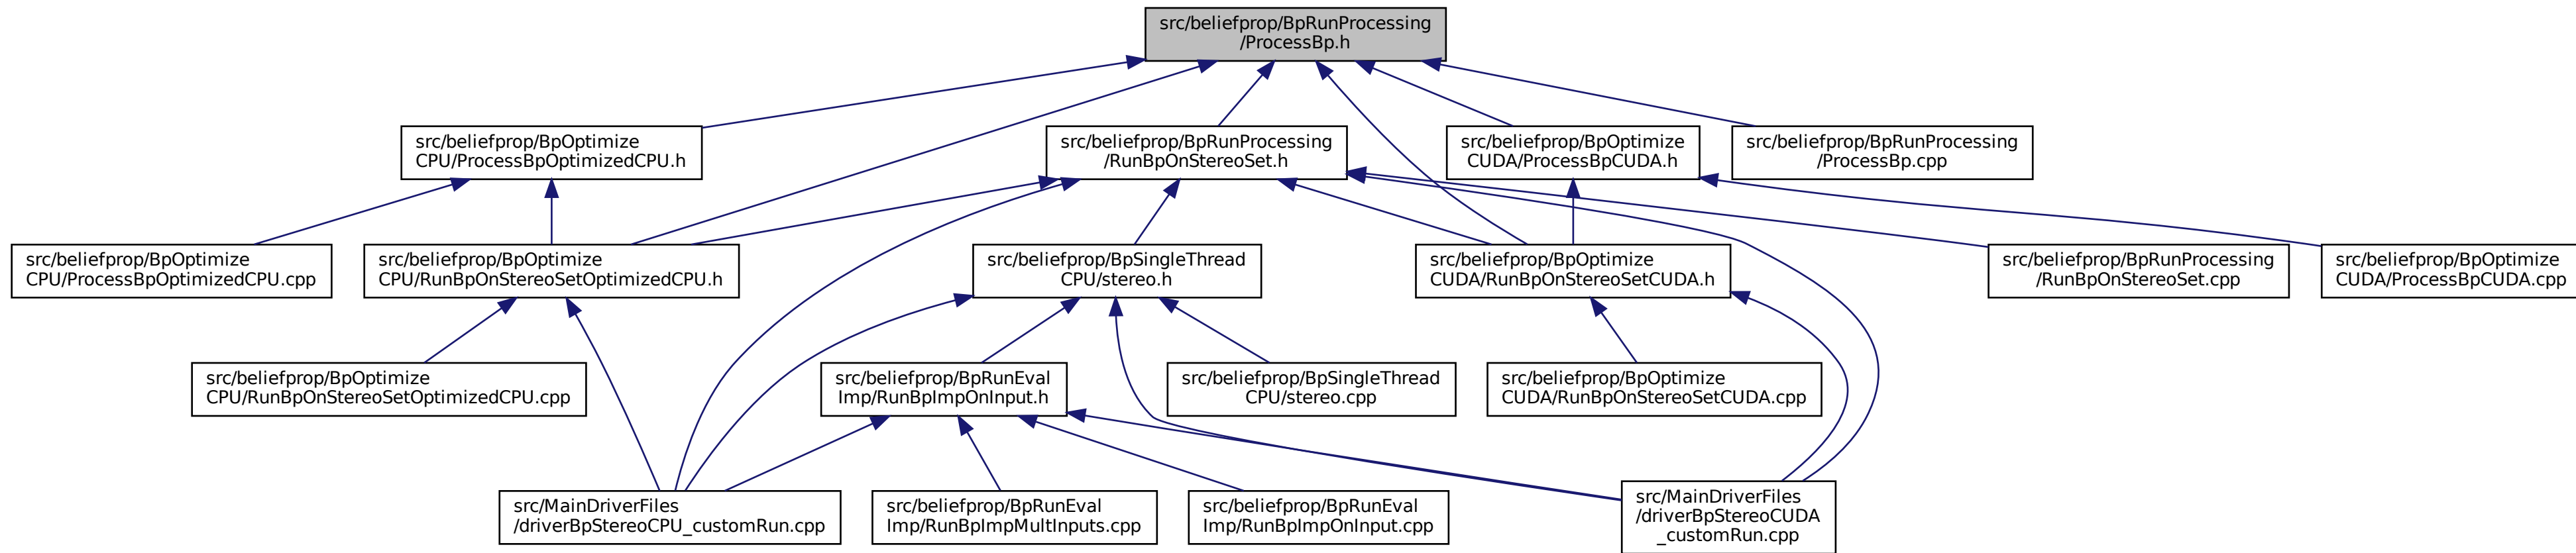 src/beliefprop/BpRunProcessing
/ProcessBp.h
src/beliefprop/BpOptimize
CPU/ProcessBpOptimizedCPU.h
src/beliefprop/BpRunProcessing
/RunBpOnStereoSet.h
src/beliefprop/BpOptimize
CUDA/ProcessBpCUDA.h
src/beliefprop/BpRunProcessing
/ProcessBp.cpp
src/beliefprop/BpOptimize
CPU/ProcessBpOptimizedCPU.cpp
src/beliefprop/BpOptimize
CPU/RunBpOnStereoSetOptimizedCPU.h
src/beliefprop/BpSingleThread
CPU/stereo.h
src/beliefprop/BpOptimize
CUDA/RunBpOnStereoSetCUDA.h
src/beliefprop/BpRunProcessing
/RunBpOnStereoSet.cpp
src/beliefprop/BpOptimize
CUDA/ProcessBpCUDA.cpp
src/beliefprop/BpOptimize
CPU/RunBpOnStereoSetOptimizedCPU.cpp
src/beliefprop/BpRunEval
Imp/RunBpImpOnInput.h
src/beliefprop/BpSingleThread
CPU/stereo.cpp
src/beliefprop/BpOptimize
CUDA/RunBpOnStereoSetCUDA.cpp
src/MainDriverFiles
/driverBpStereoCPU_customRun.cpp
src/beliefprop/BpRunEval
Imp/RunBpImpMultInputs.cpp
src/beliefprop/BpRunEval
Imp/RunBpImpOnInput.cpp
src/MainDriverFiles
/driverBpStereoCUDA
_customRun.cpp